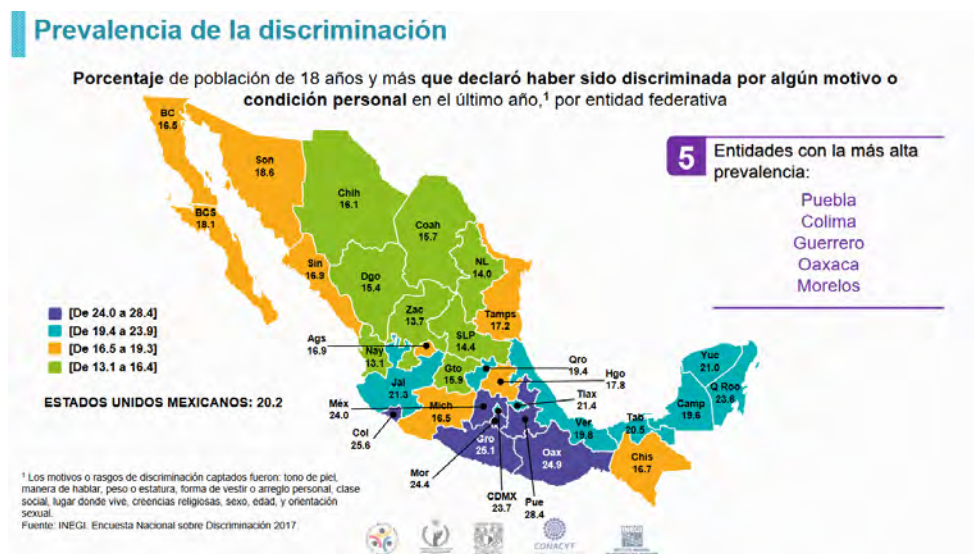 Prevalencia de la discriminación
Porcentaje de población de 18 años y más que declaró haber sido discriminada por algún motivo o
condición personal en el último año,¹ por entidad federativa
BC
16.5
Son
18.6
BCS
18.1
Chih
16.1
Coah
15.7
Sin
16.9
Dgo
15.4
NL
14.0
Zac
13.7
Tamps
17.2
SLP
14.4
Ags
16.9
Nay
13.1
Gto
15.9
Jal
21.3
Qro
19.4
Hgo
17.8
Tlax
21.4
Méx
24.0
Mich
16.5
Col
25.6
Gro
25.1
Mor
24.4
CDMX
23.7
Pue
28.4
Oax
24.9
Ver
19.8
Tab
20.5
Chis
16.7
Camp
19.6
Yuc
21.0
Q Roo
23.6
5
Entidades con la más alta
prevalencia:
Puebla
Colima
Guerrero
Oaxaca
Morelos
[De 24.0 a 28.4]
[De 19.4 a 23.9]
[De 16.5 a 19.3]
[De 13.1 a 16.4]
ESTADOS UNIDOS MEXICANOS: 20.2
¹ Los motivos o rasgos de discriminación captados fueron: tono de piel,
manera de hablar, peso o estatura, forma de vestir o arreglo personal, clase
social, lugar donde vive, creencias religiosas, sexo, edad, y orientación
sexual.
Fuente: INEGI. Encuesta Nacional sobre Discriminación 2017.
CONACYT